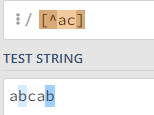 / [^ac]
TEST STRING
abcab